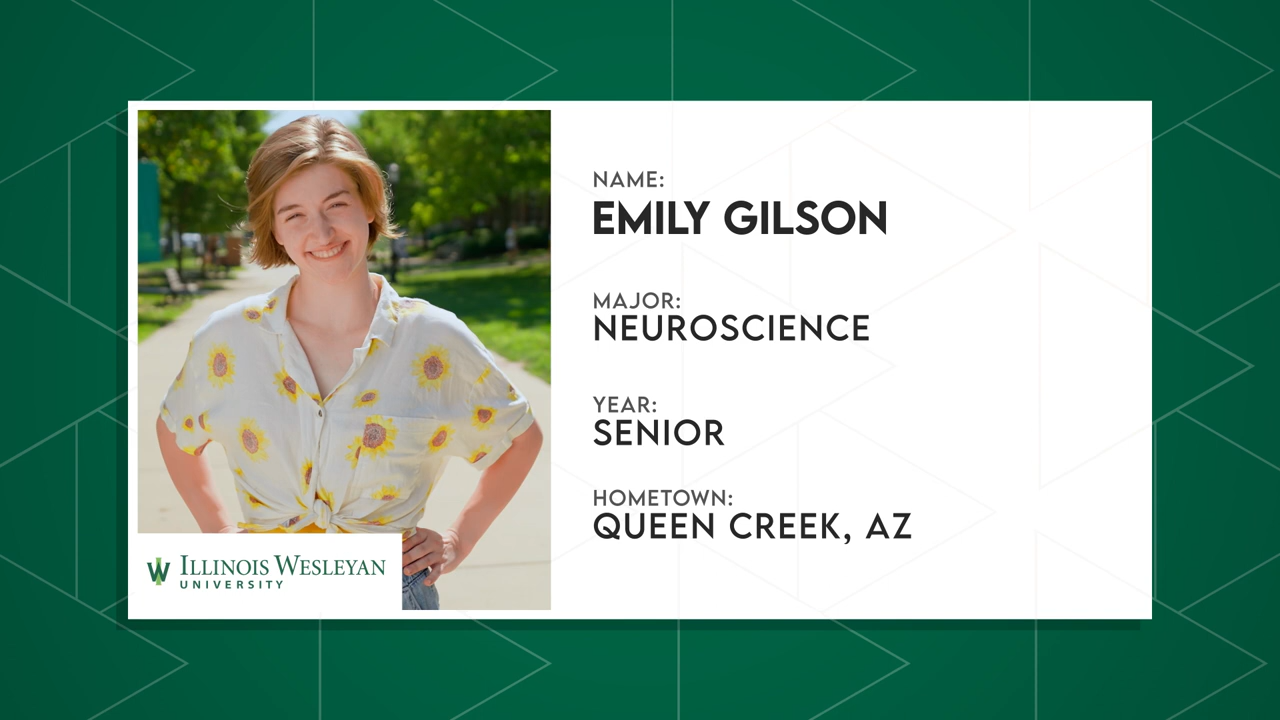 NAME:
EMILY GILSON
MAJOR:
NEUROSCIENCE
YEAR:
SENIOR
HOMETOWN:
QUEEN CREEK, AZ
ILLINOIS WESLEYAN
UNIVERSITY